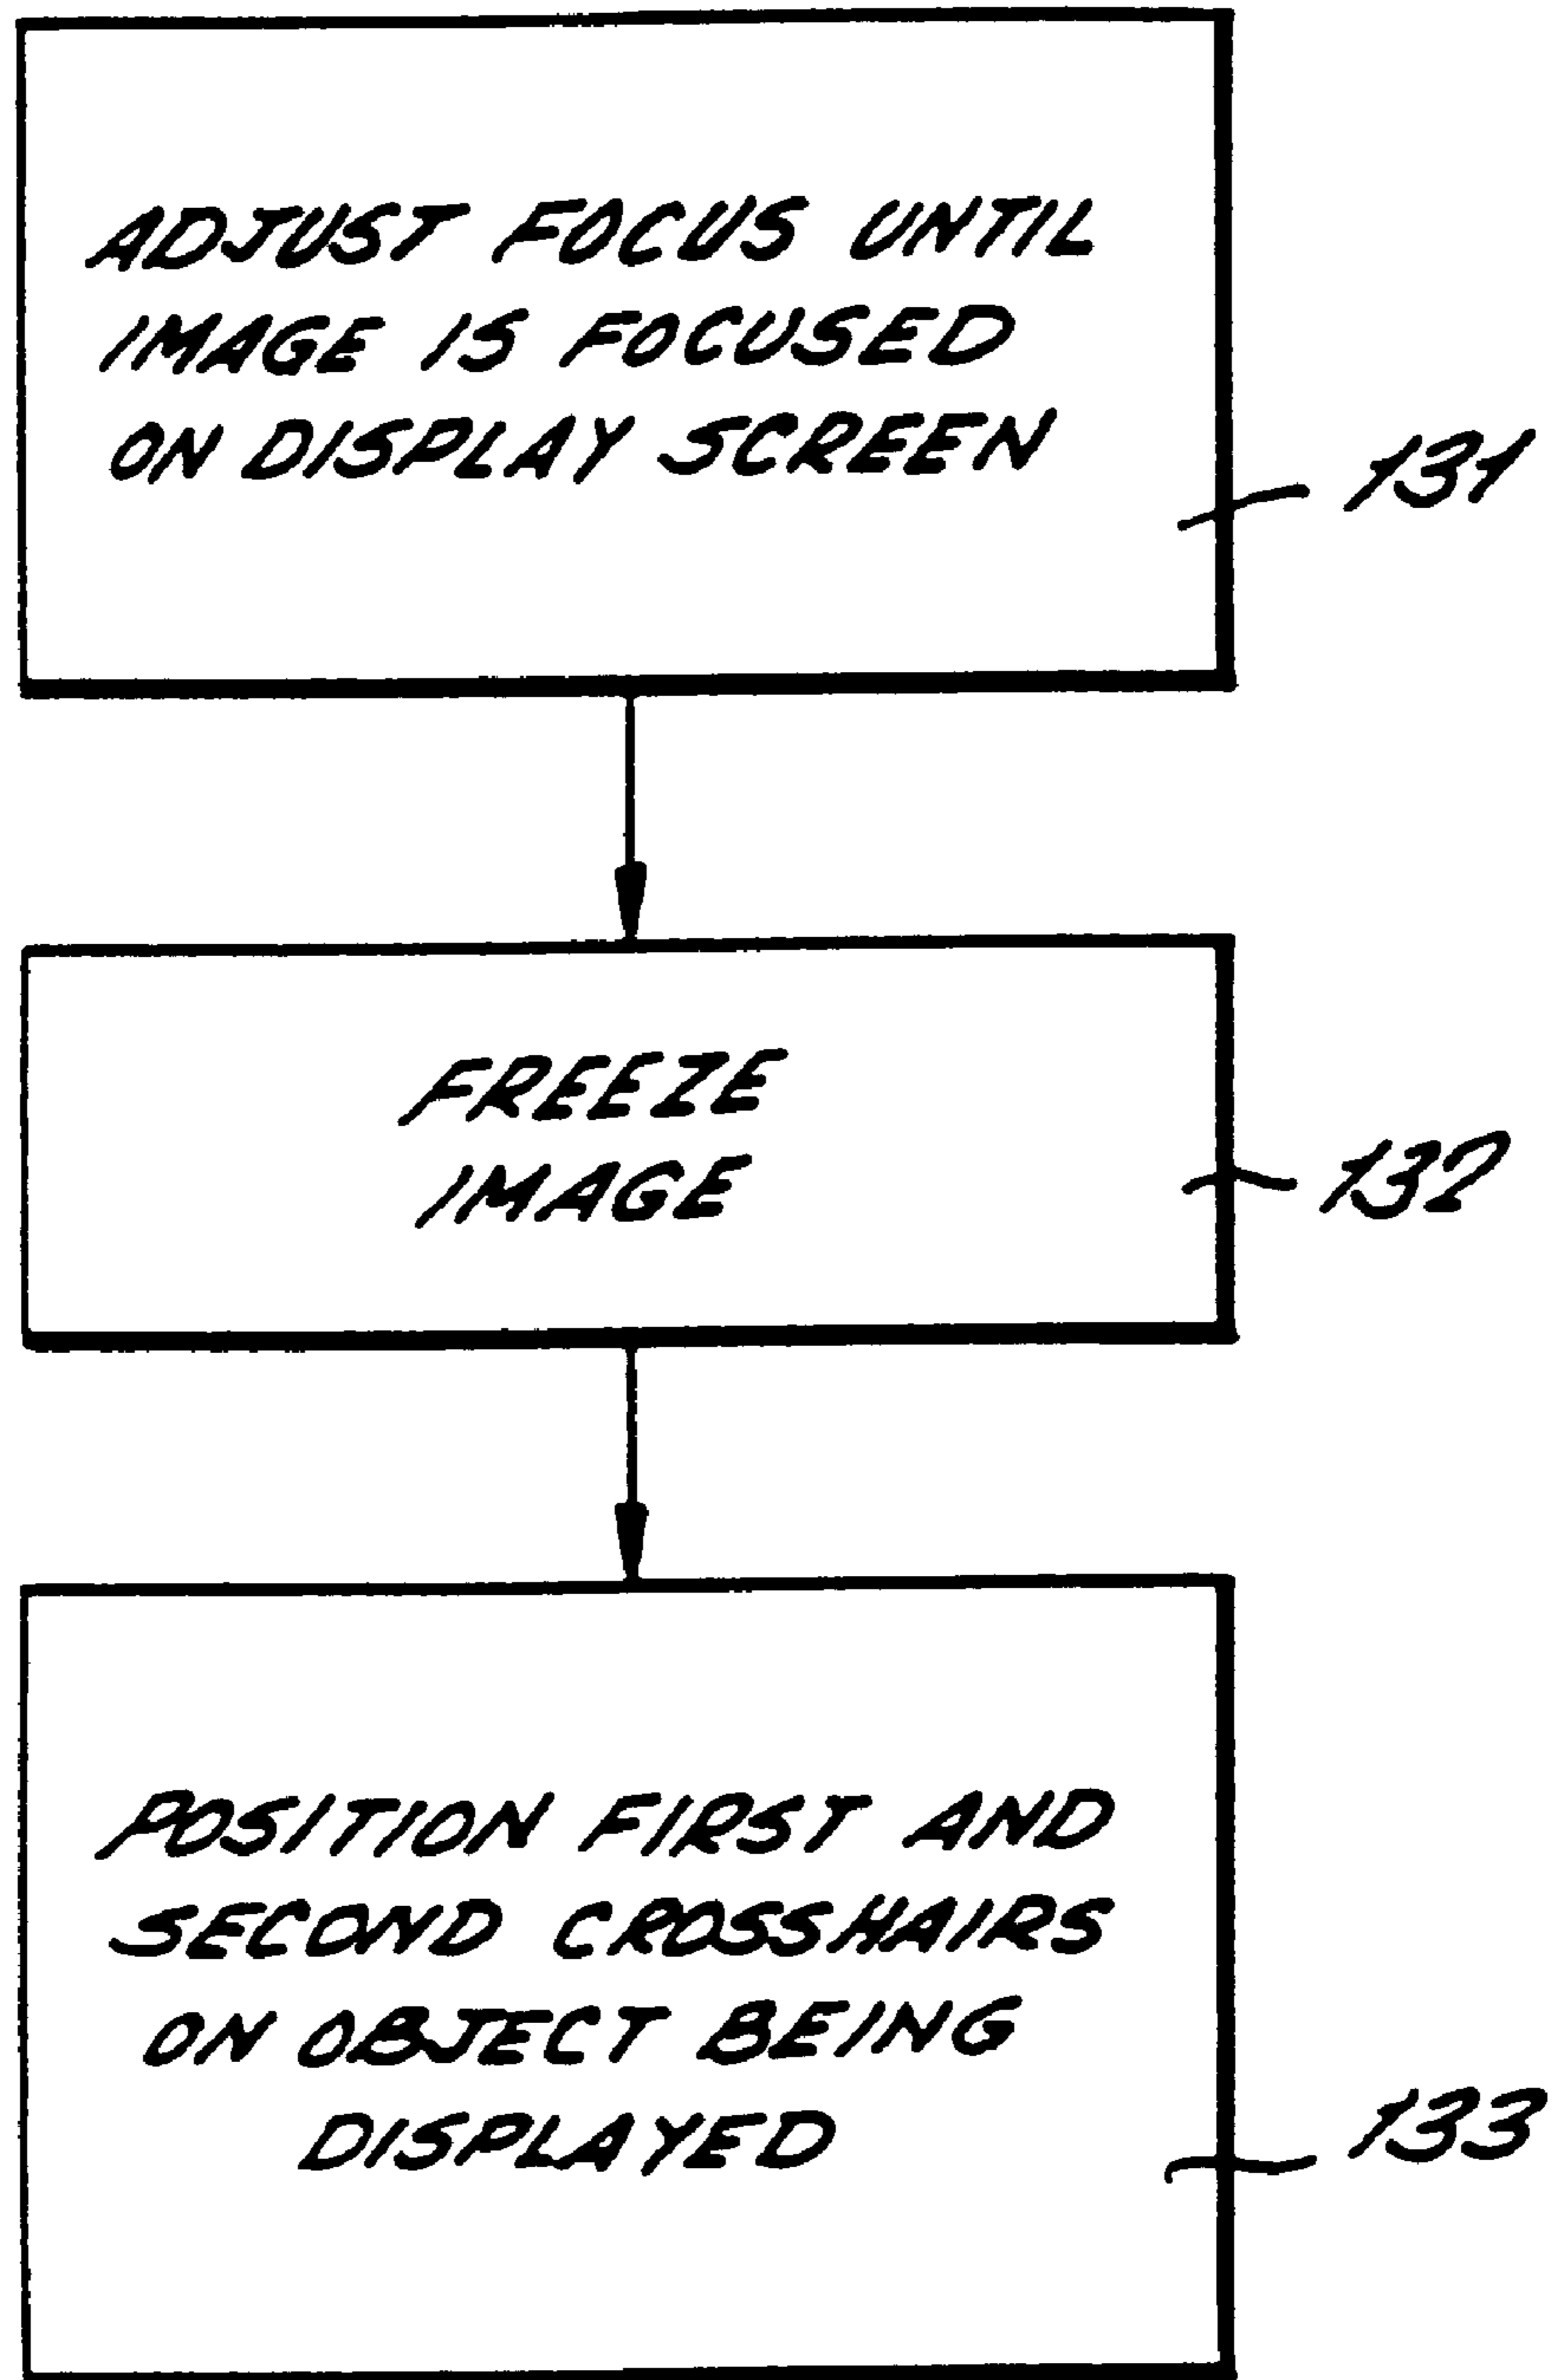 ADJUST FOCUS UNTIL
IMAGE IS FOCUSED
ON DISPLAY SCREEN
131
FREEZE
IMAGE
132
POSITION FIRST AND
SECOND CROSSHAIRS
ON OBJECT BEING
DISPLAYED
133